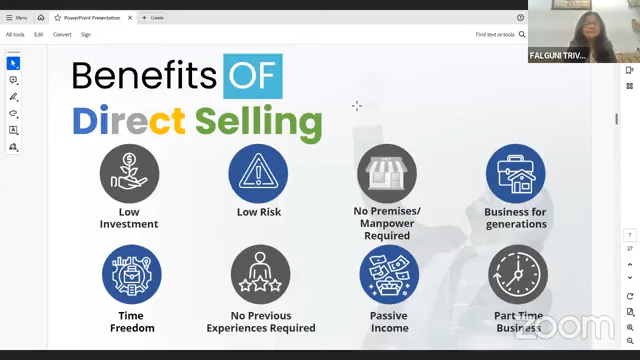 Menu
PowerPoint Presentation
Create
All tools
Edit
Convert
Sign
Find text or tools
FALGUNI TRIV...
Benefits OF
Direct Selling
Low
Investment
Low Risk
No Premises/
Manpower
Required
Business for
generations
Time
Freedom
No Previous
Experiences Required
Passive
Income
Part Time
Business
7
27
zoom